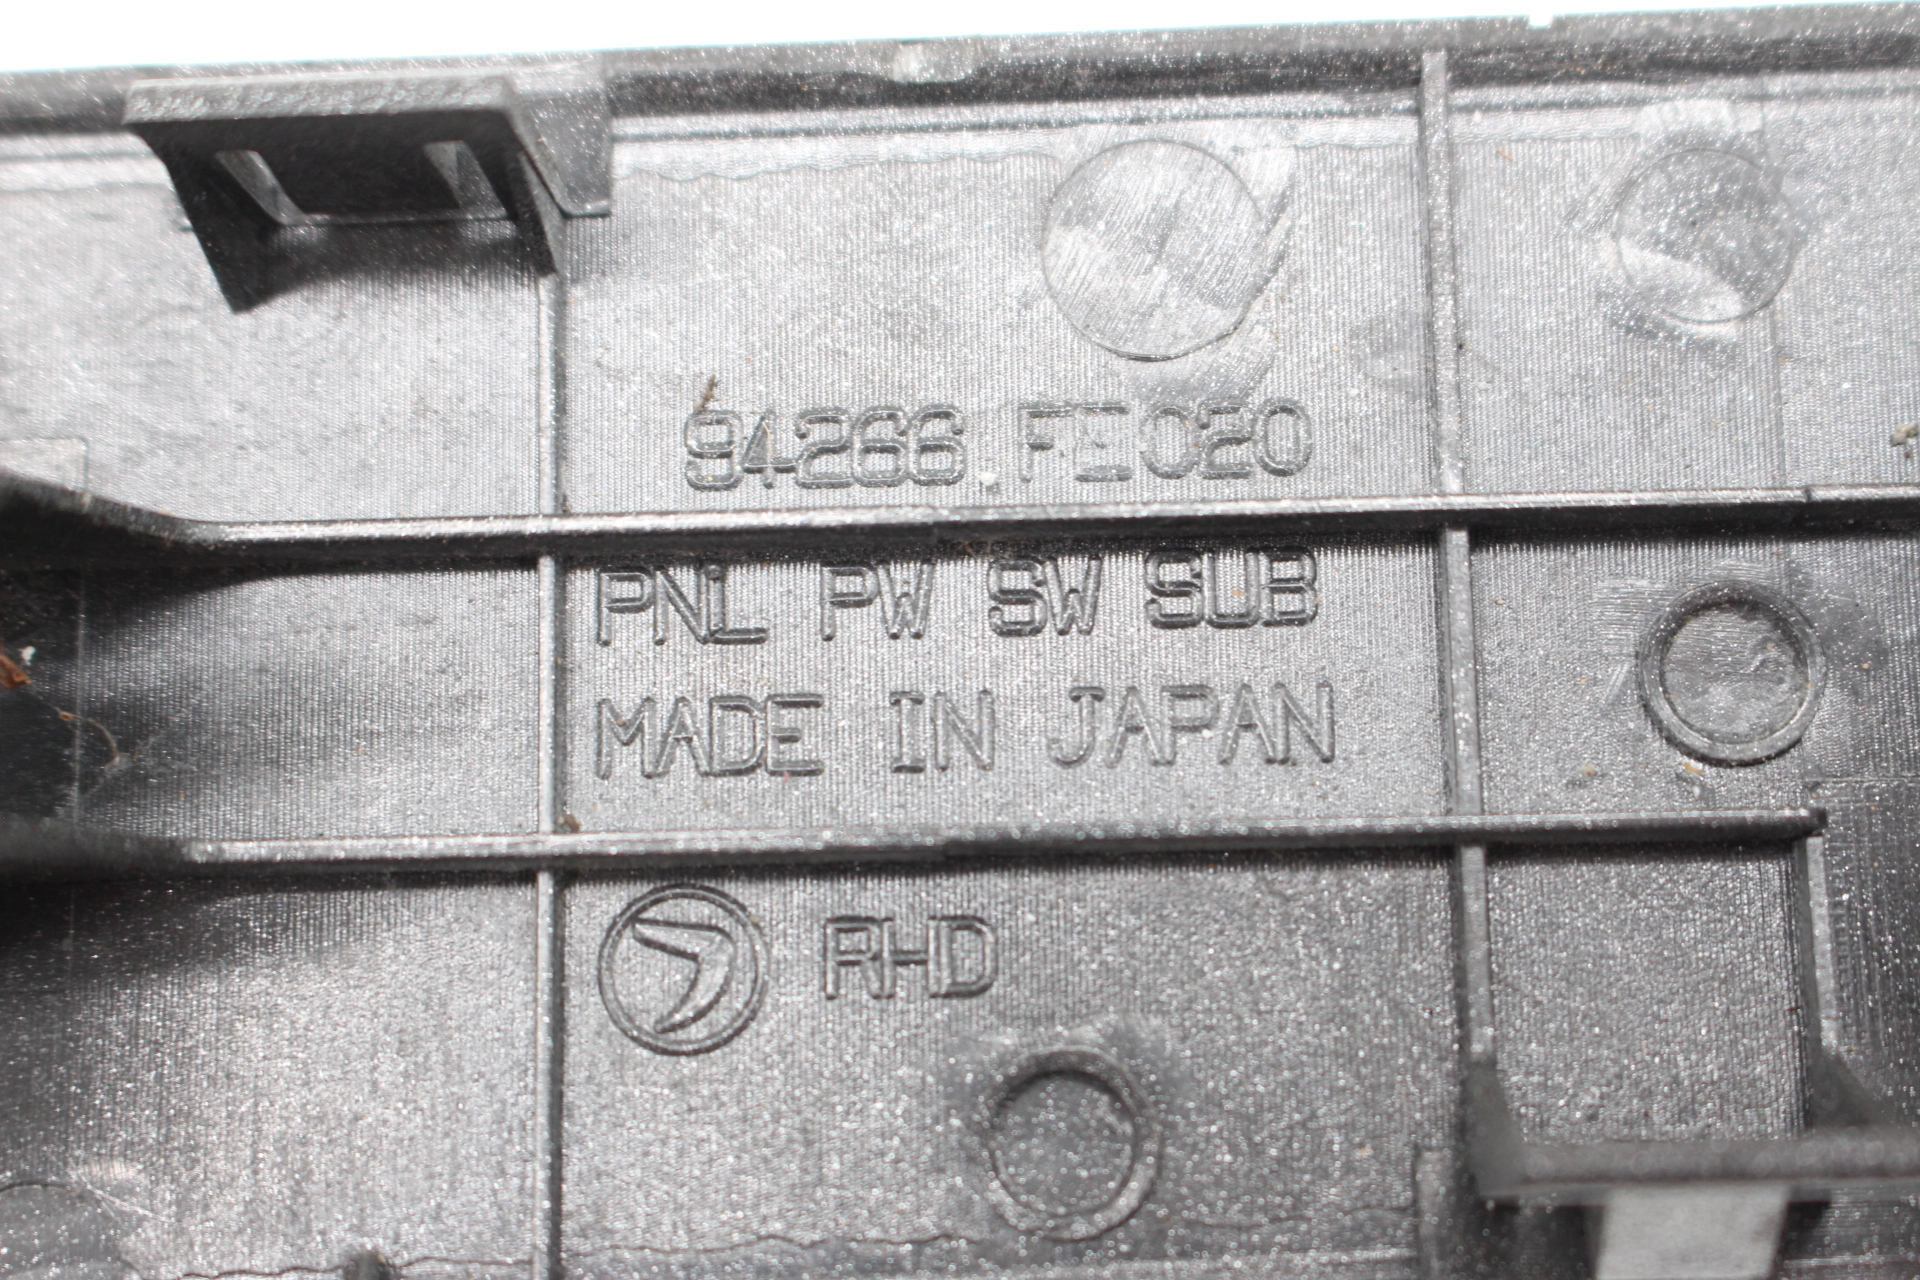 94266 FE020
PNL PW SW SUB
MADE IN JAPAN
RHD